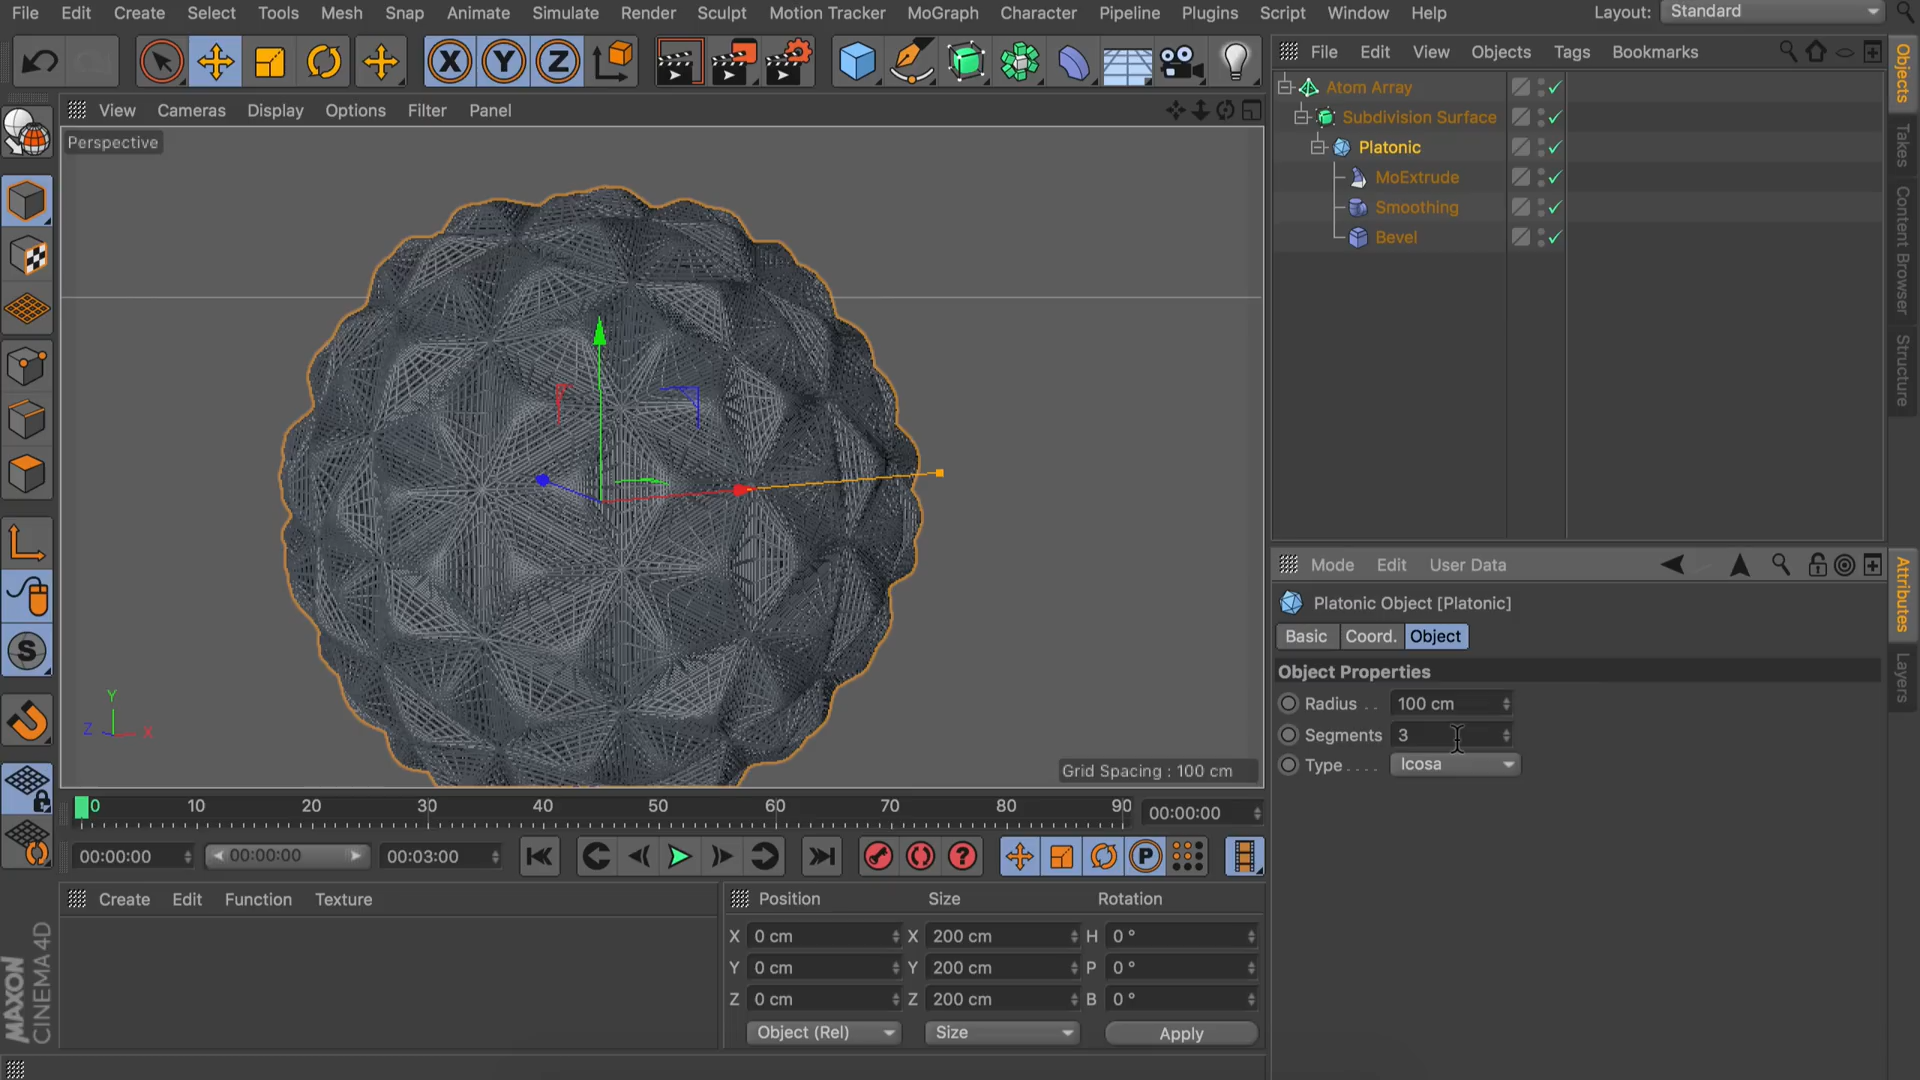 File Edit Create Select Tools Mesh Snap Animate Simulate Render Sculpt Motion Tracker MoGraph Character Pipeline Plugins Script Window Help Layout: Standard
X Y Z
File Edit View Objects Tags Bookmarks
View Cameras Display Options Filter Panel
Perspective
Atom Array
Subdivision Surface
Platonic
MoExtrude
Smoothing
Bevel
Objects
Takes
Content Browser
Structure
S
Y
Z X
Grid Spacing : 100 cm
Mode Edit User Data
Platonic Object [Platonic]
Basic Coord. Object
Object Properties
Radius . . 100 cm
Segments 3
Type . . . . Icosa
Attributes
Layers
0 10 20 30 40 50 60 70 80 90 00:00:00
00:00:00 00:00:00 00:03:00 ? P
Create Edit Function Texture
Position Size Rotation
X 0 cm X 200 cm H 0 °
Y 0 cm Y 200 cm P 0 °
Z 0 cm Z 200 cm B 0 °
Object (Rel) Size Apply
MAXON
CINEMA 4D